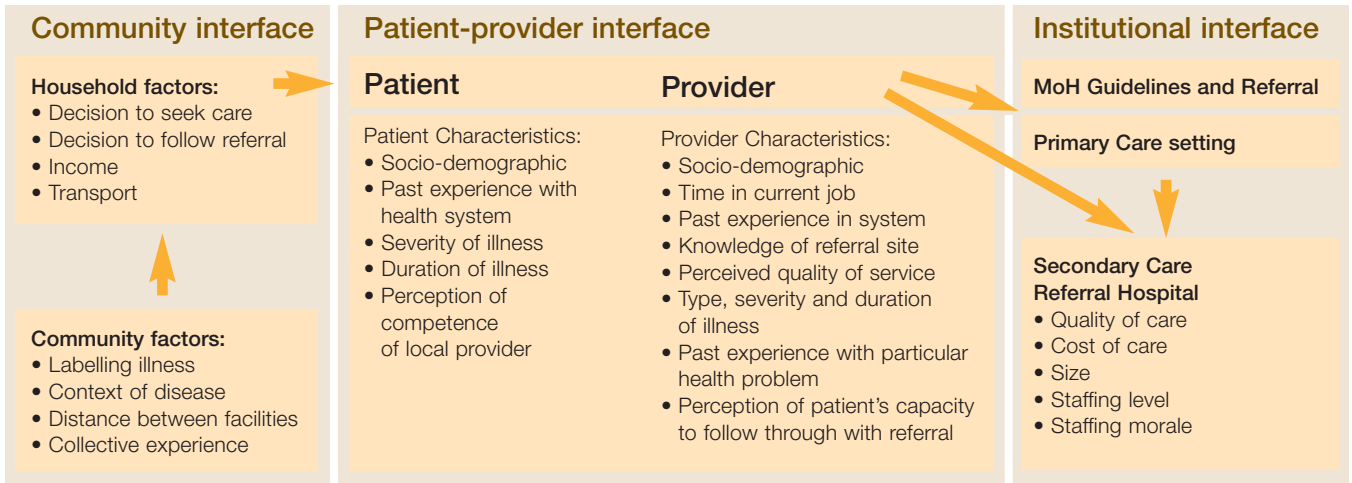 Community interface
Household factors:
• Decision to seek care
• Decision to follow referral
• Income
• Transport
Community factors:
• Labelling illness
• Context of disease
• Distance between facilities
• Collective experience
Patient-provider interface
Patient
Patient Characteristics:
• Socio-demographic
• Past experience with
health system
• Severity of illness
• Duration of illness
• Perception of
competence
of local provider
Provider
Provider Characteristics:
• Socio-demographic
• Time in current job
• Past experience in system
• Knowledge of referral site
• Perceived quality of service
• Type, severity and duration
of illness
• Past experience with particular
health problem
• Perception of patient’s capacity
to follow through with referral
Institutional interface
MoH Guidelines and Referral
Primary Care setting
Secondary Care
Referral Hospital
• Quality of care
• Cost of care
• Size
• Staffing level
• Staffing morale